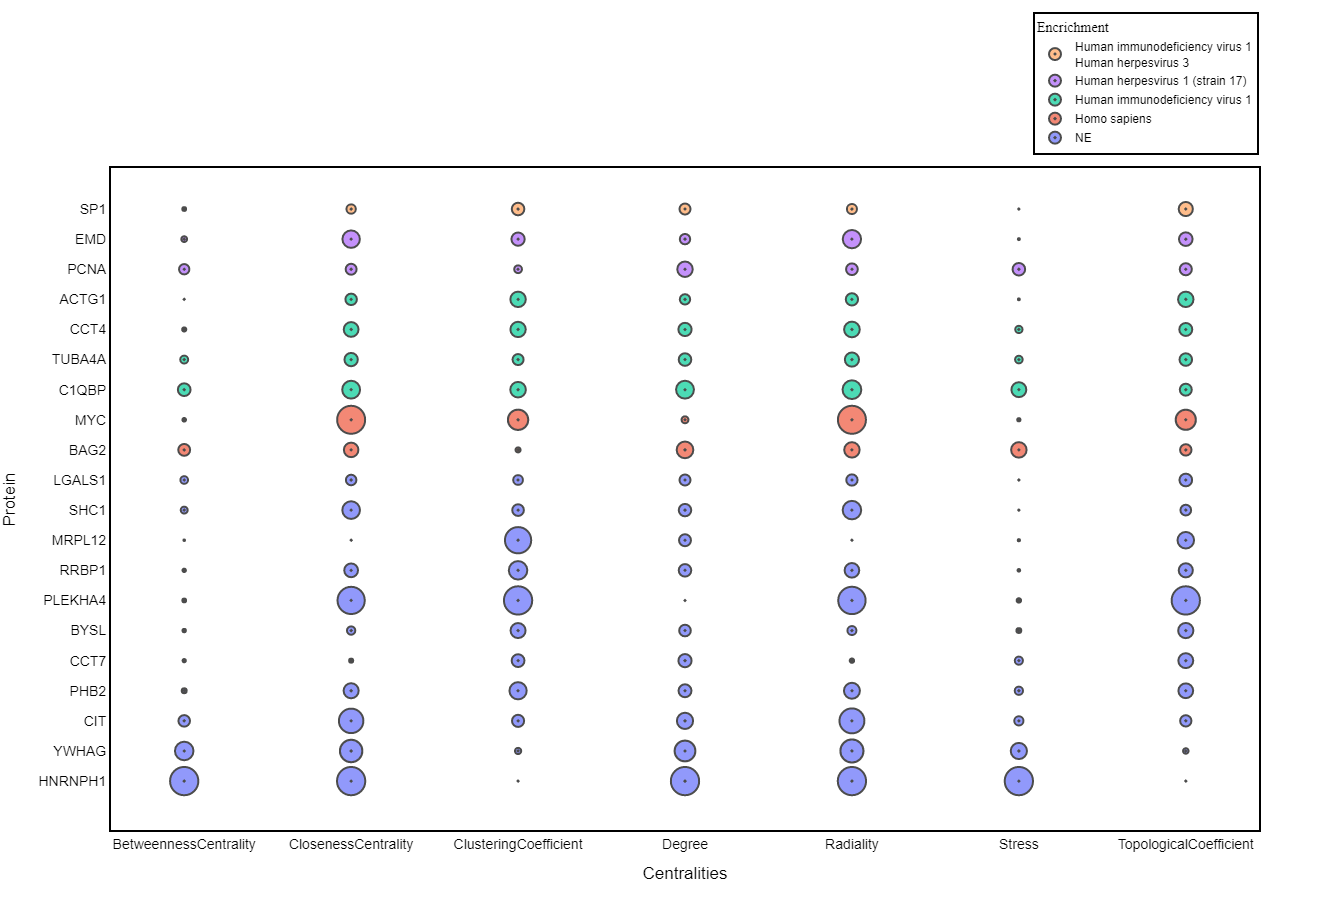 Encrichment
Human immunodeficiency virus 1
Human herpesvirus 3
Human herpesvirus 1 (strain 17)
Human immunodeficiency virus 1
Homo sapiens
NE
Protein
SP1
EMD
PCNA
ACTG1
CCT4
TUBA4A
C1QBP
MYC
BAG2
LGALS1
SHC1
MRPL12
RRBP1
PLEKHA4
BYSL
CCT7
PHB2
CIT
YWHAG
HNRNPH1
BetweennessCentrality ClosenessCentrality ClusteringCoefficient Degree Radiality Stress TopologicalCoefficient
Centralities